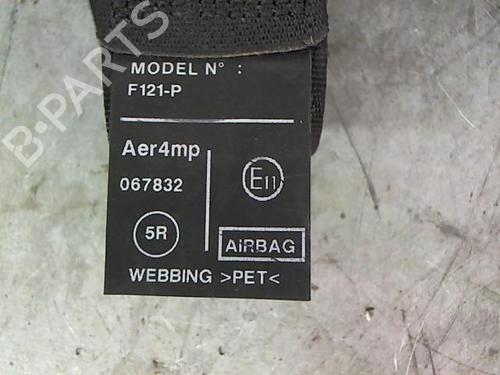 B-PARTS
MODEL N° :
F121-P
Aer4mp
067832
E11
5R
AiRBAG
WEBBING >PET<